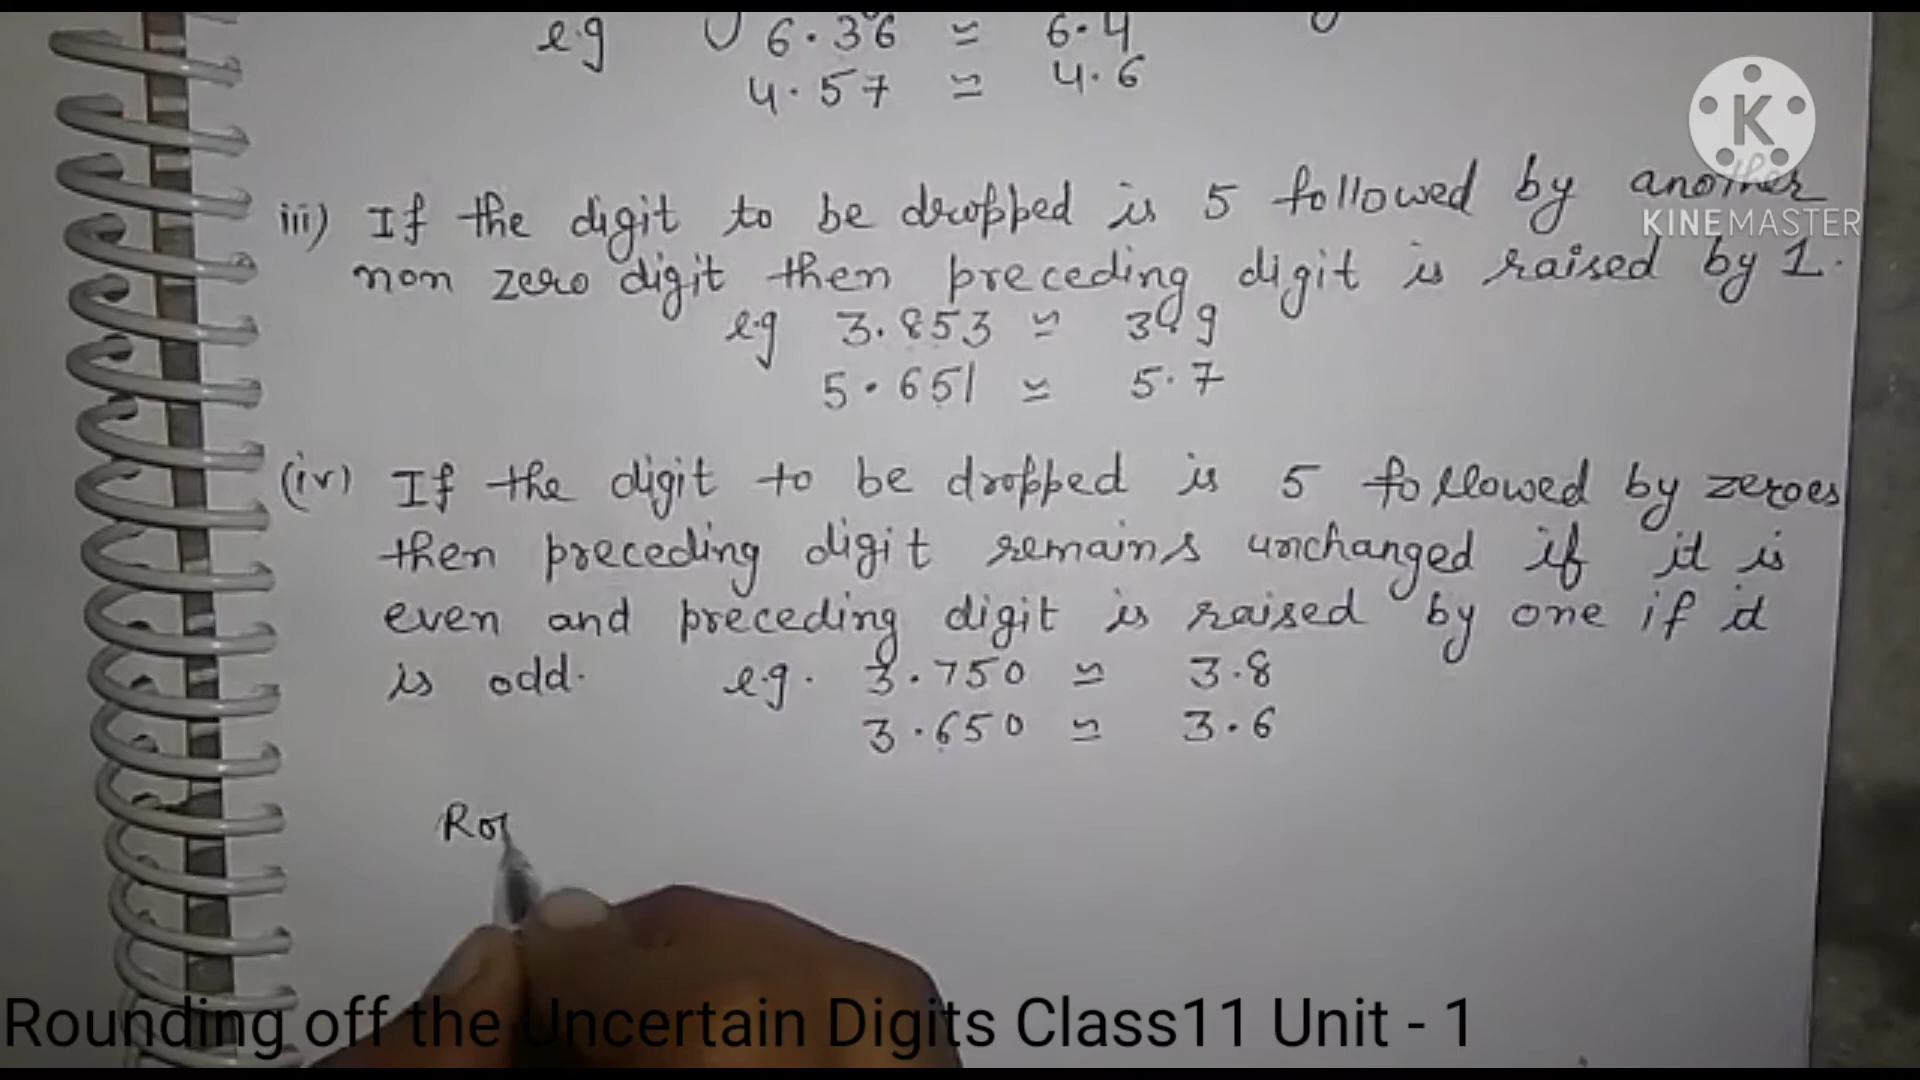 e.g 6.36 ≃ 6.4
4.57 ≃ 4.6
K
KINEMASTER
iii) If the digit to be dropped is 5 followed by another
non zero digit then preceding digit is raised by 1.
e.g 3.853 ≃ 3.9
5.651 ≃ 5.7
(iv) If the digit to be dropped is 5 followed by zeroes
then preceding digit remains unchanged if it is
even and preceding digit is raised by one if it
is odd. e.g. 3.750 ≃ 3.8
3.650 ≃ 3.6
Ro
Rounding off the Uncertain Digits Class11 Unit - 1